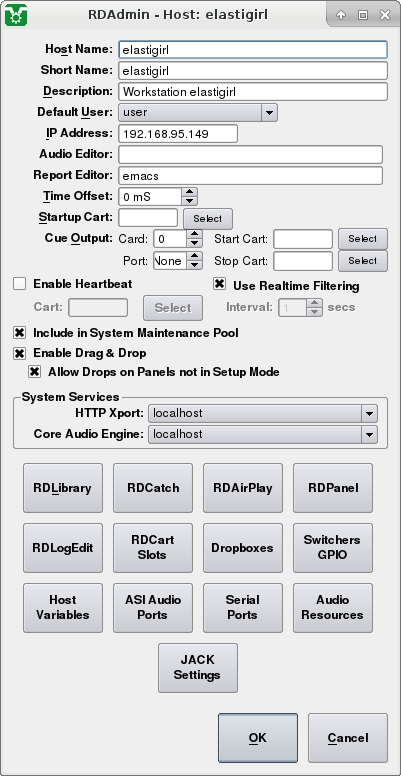 RDAdmin - Host: elastigirl
Host Name: elastigirl
Short Name: elastigirl
Description: Workstation elastigirl
Default User: user
IP Address: 192.168.95.149
Audio Editor:
Report Editor: emacs
Time Offset: 0 mS
Startup Cart: Select
Cue Output: Card: 0 Start Cart: Select
Port: None Stop Cart: Select
Enable Heartbeat Use Realtime Filtering
Cart: Select Interval: 1 secs
Include in System Maintenance Pool
Enable Drag & Drop
Allow Drops on Panels not in Setup Mode
System Services
HTTP Xport: localhost
Core Audio Engine: localhost
RDLibrary RDCatch RDAirPlay RDPanel
RDLogEdit RDCart Slots Dropboxes Switchers GPIO
Host Variables ASI Audio Ports Serial Ports Audio Resources
JACK Settings
OK Cancel